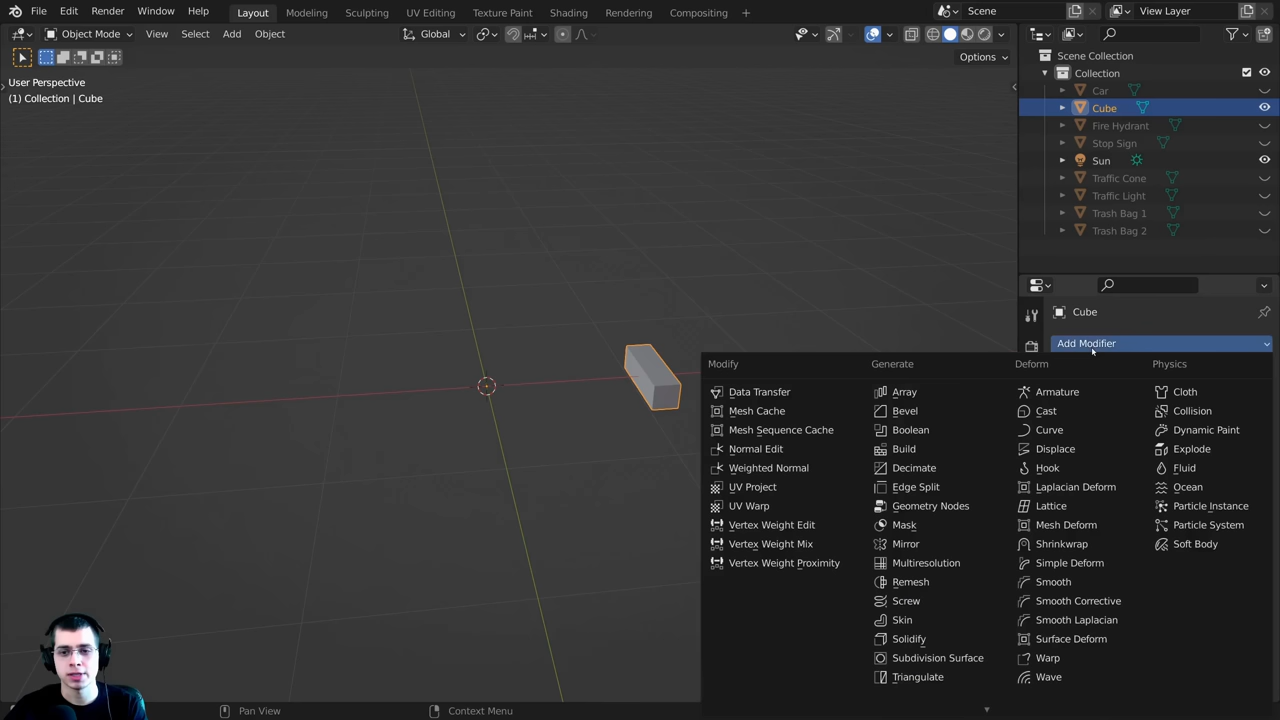 File Edit Render Window Help Layout Modeling Sculpting UV Editing Texture Paint Shading Rendering Compositing + Scene View Layer
Object Mode View Select Add Object Global
Options
User Perspective
(1) Collection | Cube
Scene Collection
Collection
Car
Cube
Fire Hydrant
Stop Sign
Sun
Traffic Cone
Traffic Light
Trash Bag 1
Trash Bag 2
Cube
Add Modifier
Modify Generate Deform Physics
Data Transfer Array Armature Cloth
Mesh Cache Bevel Cast Collision
Mesh Sequence Cache Boolean Curve Dynamic Paint
Normal Edit Build Displace Explode
Weighted Normal Decimate Hook Fluid
UV Project Edge Split Laplacian Deform Ocean
UV Warp Geometry Nodes Lattice Particle Instance
Vertex Weight Edit Mask Mesh Deform Particle System
Vertex Weight Mix Mirror Shrinkwrap Soft Body
Vertex Weight Proximity Multiresolution Simple Deform
Remesh Smooth
Screw Smooth Corrective
Skin Smooth Laplacian
Solidify Surface Deform
Subdivision Surface Warp
Triangulate Wave
Pan View Context Menu